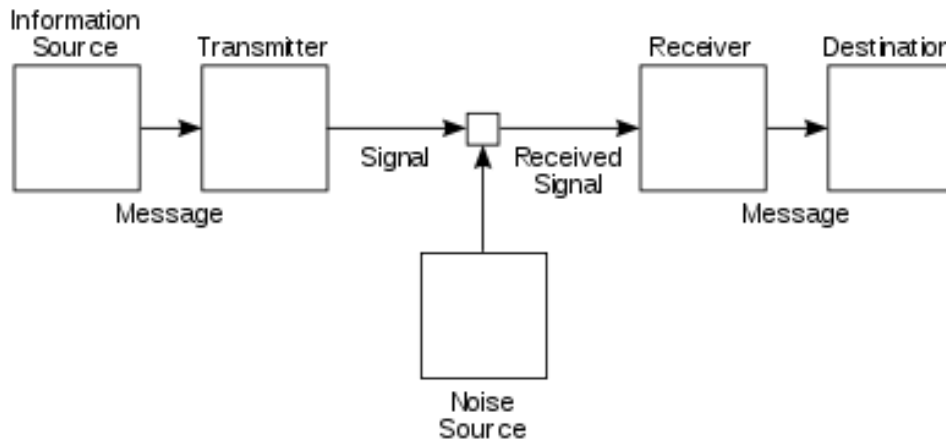 Information
Source
Transmitter
Receiver
Destination
Signal
Received
Signal
Message
Message
Noise
Source